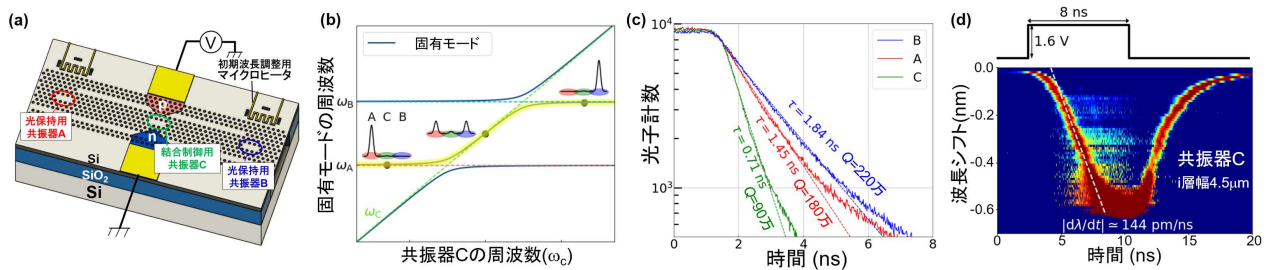 (a)
V
初期波長調整用
マイクロヒータ
p
n
光保持用
共振器A
結合制御用
共振器C
光保持用
共振器B
Si
SiO2
Si
(b)
固有モードの周波数
固有モード
ωB
A C B
ωA
ωC
共振器Cの周波数(ωc)
(c)
光子計数
10⁴
10³
B
A
C
τ = 1.84 ns Q=220万
τ = 1.45 ns Q=180万
τ = 0.71 ns
Q=90万
0 2 4 6 8
時間 (ns)
(d)
8 ns
1.6 V
波長シフト(nm)
0.0
-0.2
-0.4
-0.6
共振器C
i層幅4.5μm
|dλ/dt| ≃ 144 pm/ns
0 5 10 15 20
時間 (ns)